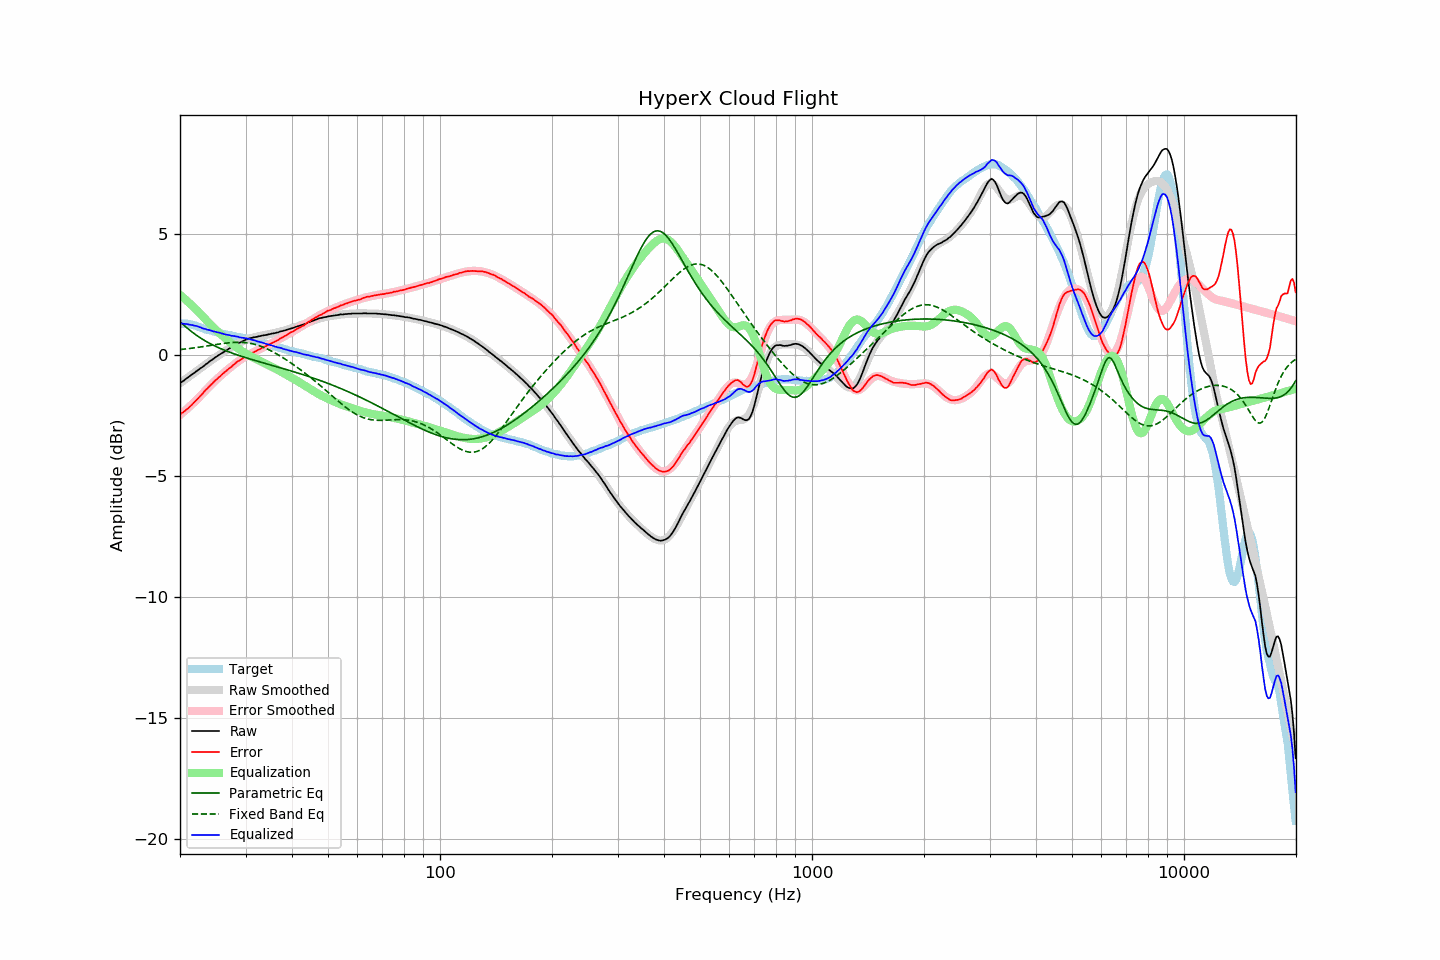 HyperX Cloud Flight
5
0
−5
−10
−15
−20
Amplitude (dBr)
Target
Raw Smoothed
Error Smoothed
Raw
Error
Equalization
Parametric Eq
Fixed Band Eq
Equalized
100
1000
10000
Frequency (Hz)